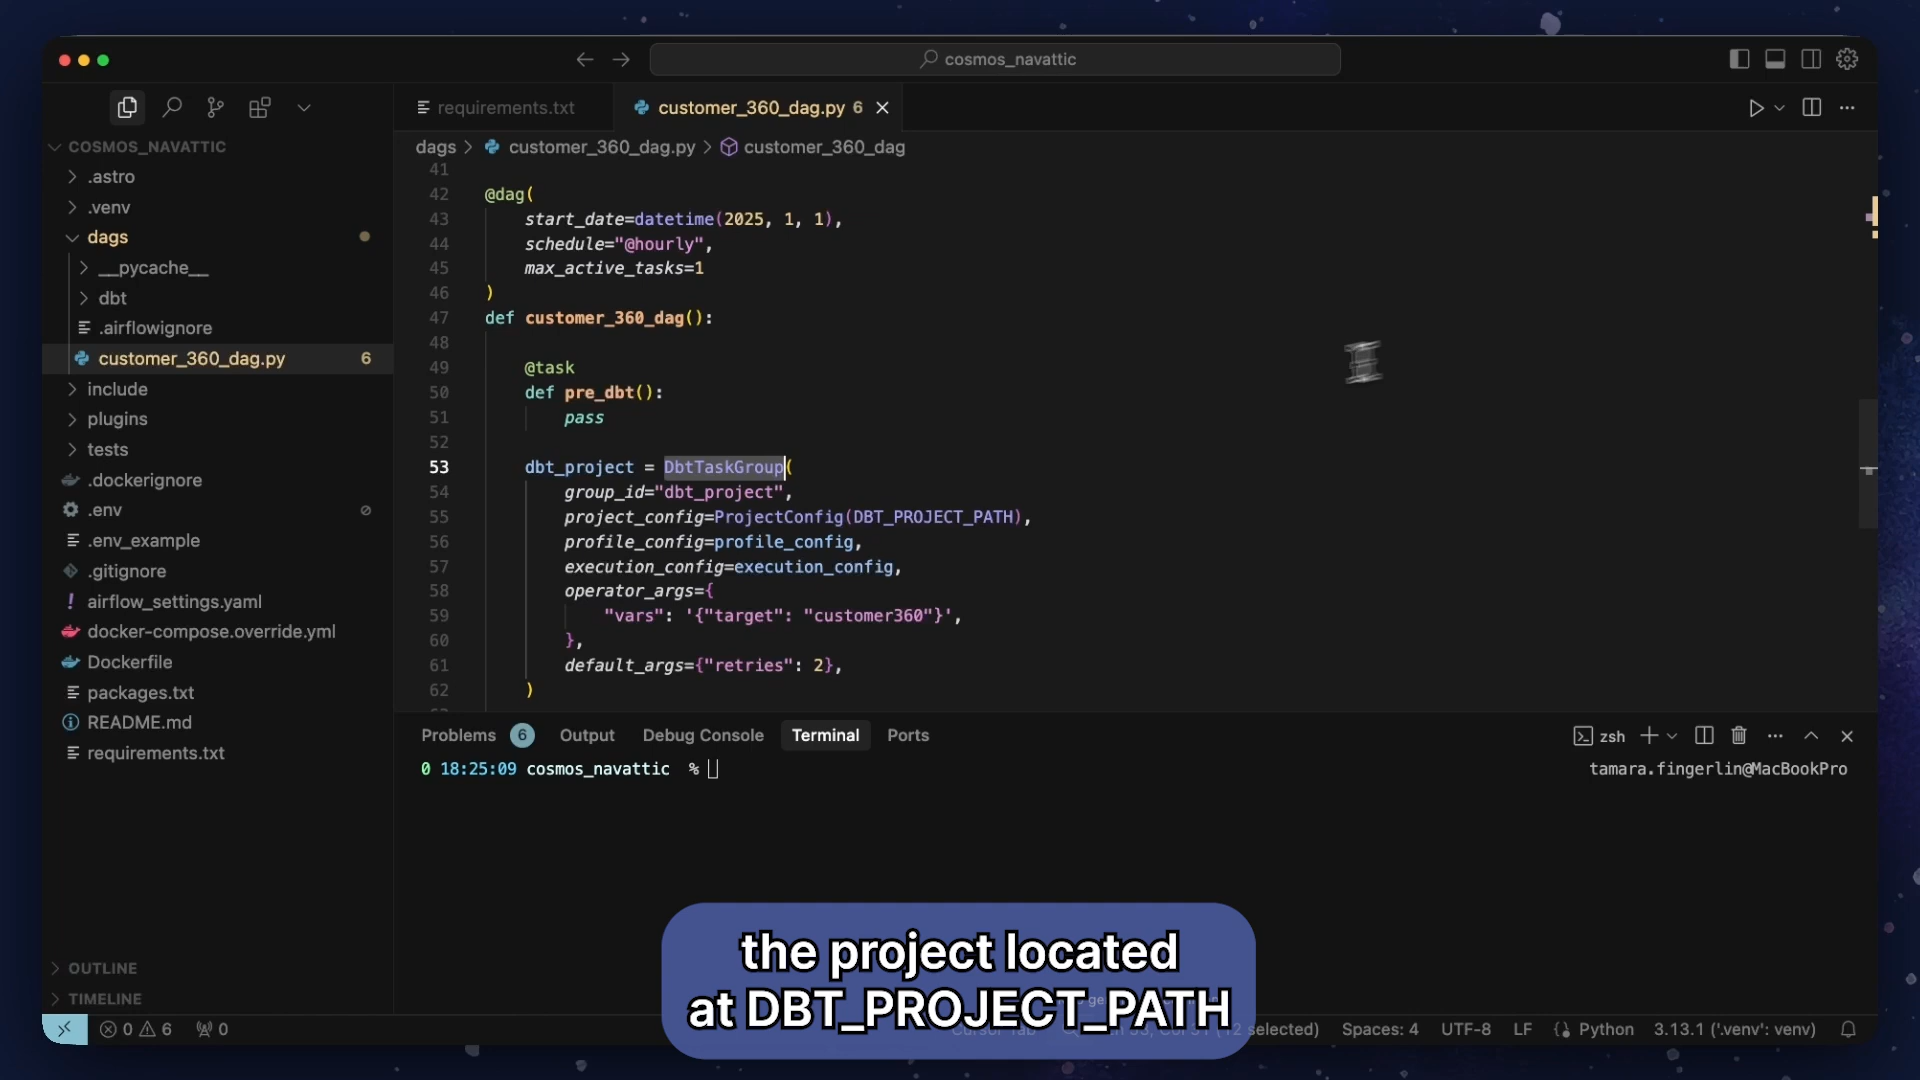 cosmos_navattic
requirements.txt
customer_360_dag.py 6
COSMOS_NAVATTIC
.astro
.venv
dags
__pycache__
dbt
.airflowignore
customer_360_dag.py 6
include
plugins
tests
.dockerignore
.env
.env_example
.gitignore
airflow_settings.yaml
docker-compose.override.yml
Dockerfile
packages.txt
README.md
requirements.txt
OUTLINE
TIMELINE
dags > customer_360_dag.py > customer_360_dag
41
42 @dag(
43 start_date=datetime(2025, 1, 1),
44 schedule="@hourly",
45 max_active_tasks=1
46 )
47 def customer_360_dag():
48
49 @task
50 def pre_dbt():
51 pass
52
53 dbt_project = DbtTaskGroup(
54 group_id="dbt_project",
55 project_config=ProjectConfig(DBT_PROJECT_PATH),
56 profile_config=profile_config,
57 execution_config=execution_config,
58 operator_args={
59 "vars": '{"target": "customer360"}',
60 },
61 default_args={"retries": 2},
62 )
Problems 6 Output Debug Console Terminal Ports
zsh
0 18:25:09 cosmos_navattic % tamara.fingerlin@MacBookPro
the project located
at DBT_PROJECT_PATH
0 6 0 selected) Spaces: 4 UTF-8 LF Python 3.13.1 ('.venv': venv)